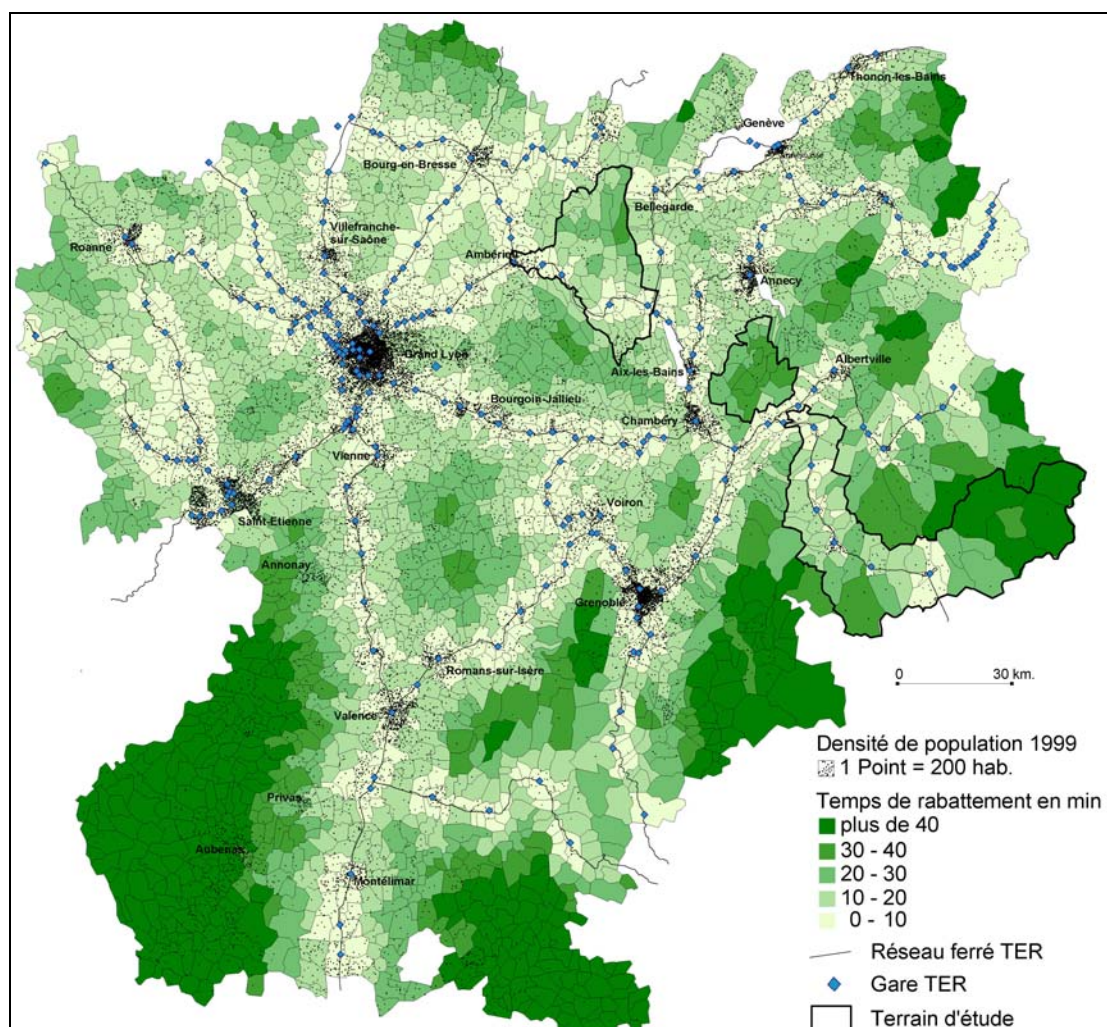 Thonon-les-Bains
Genève
Annemasse
Bourg-en-Bresse
Bellegarde
Roanne
Villefranche-
sur-Saône
Ambérieu
Annecy
Grand Lyon
Aix-les-Bains
Albertville
Bourgoin-Jallieu
Chambéry
Vienne
Voiron
Saint-Etienne
Annonay
Grenoble
Romans-sur-Isère
0 30 km.
Valence
Densité de population 1999
1 Point = 200 hab.
Privas
Temps de rabattement en min
plus de 40
30 - 40
Aubenas
20 - 30
10 - 20
Montélimar
0 - 10
Réseau ferré TER
Gare TER
Terrain d'étude